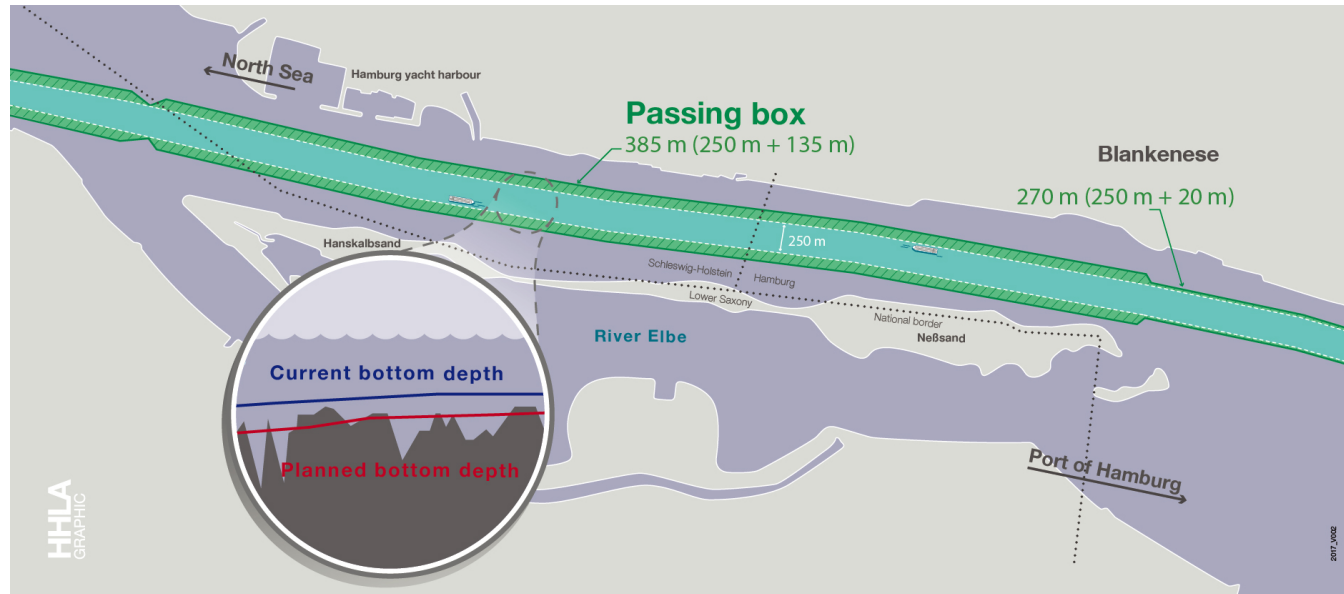 North Sea
Hamburg yacht harbour
Passing box
385 m (250 m + 135 m)
Blankenese
270 m (250 m + 20 m)
250 m
Hanskalbsand
Schleswig-Holstein
Hamburg
Lower Saxony
National border
Neßsand
River Elbe
Current bottom depth
Planned bottom depth
Port of Hamburg
HHLA
GRAPHIC
2017_V002